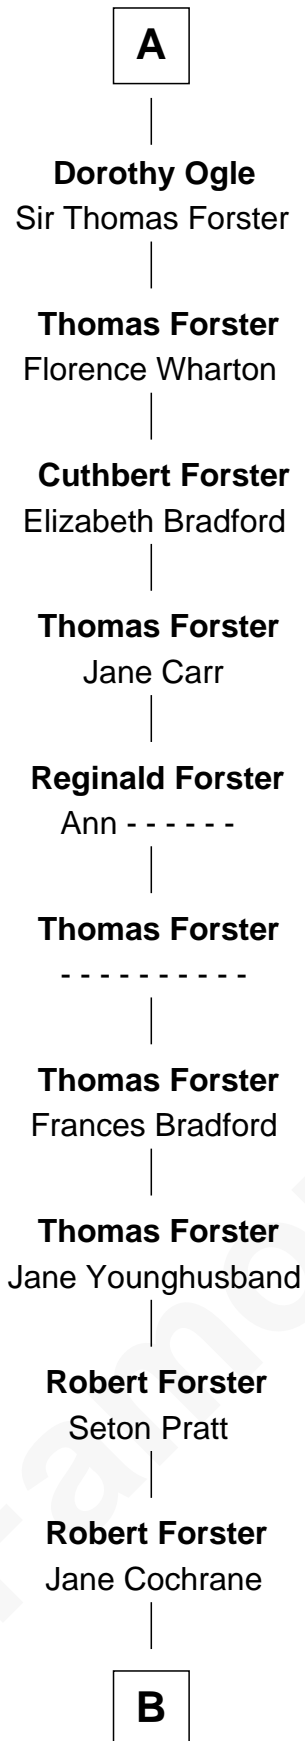 A
Dorothy Ogle
Sir Thomas Forster
Thomas Forster
Florence Wharton
Cuthbert Forster
Elizabeth Bradford
Thomas Forster
Jane Carr
Reginald Forster
Ann - - - - - -
Thomas Forster
- - - - - - - - - -
Thomas Forster
Frances Bradford
Thomas Forster
Jane Younghusband
Robert Forster
Seton Pratt
Robert Forster
Jane Cochrane
B